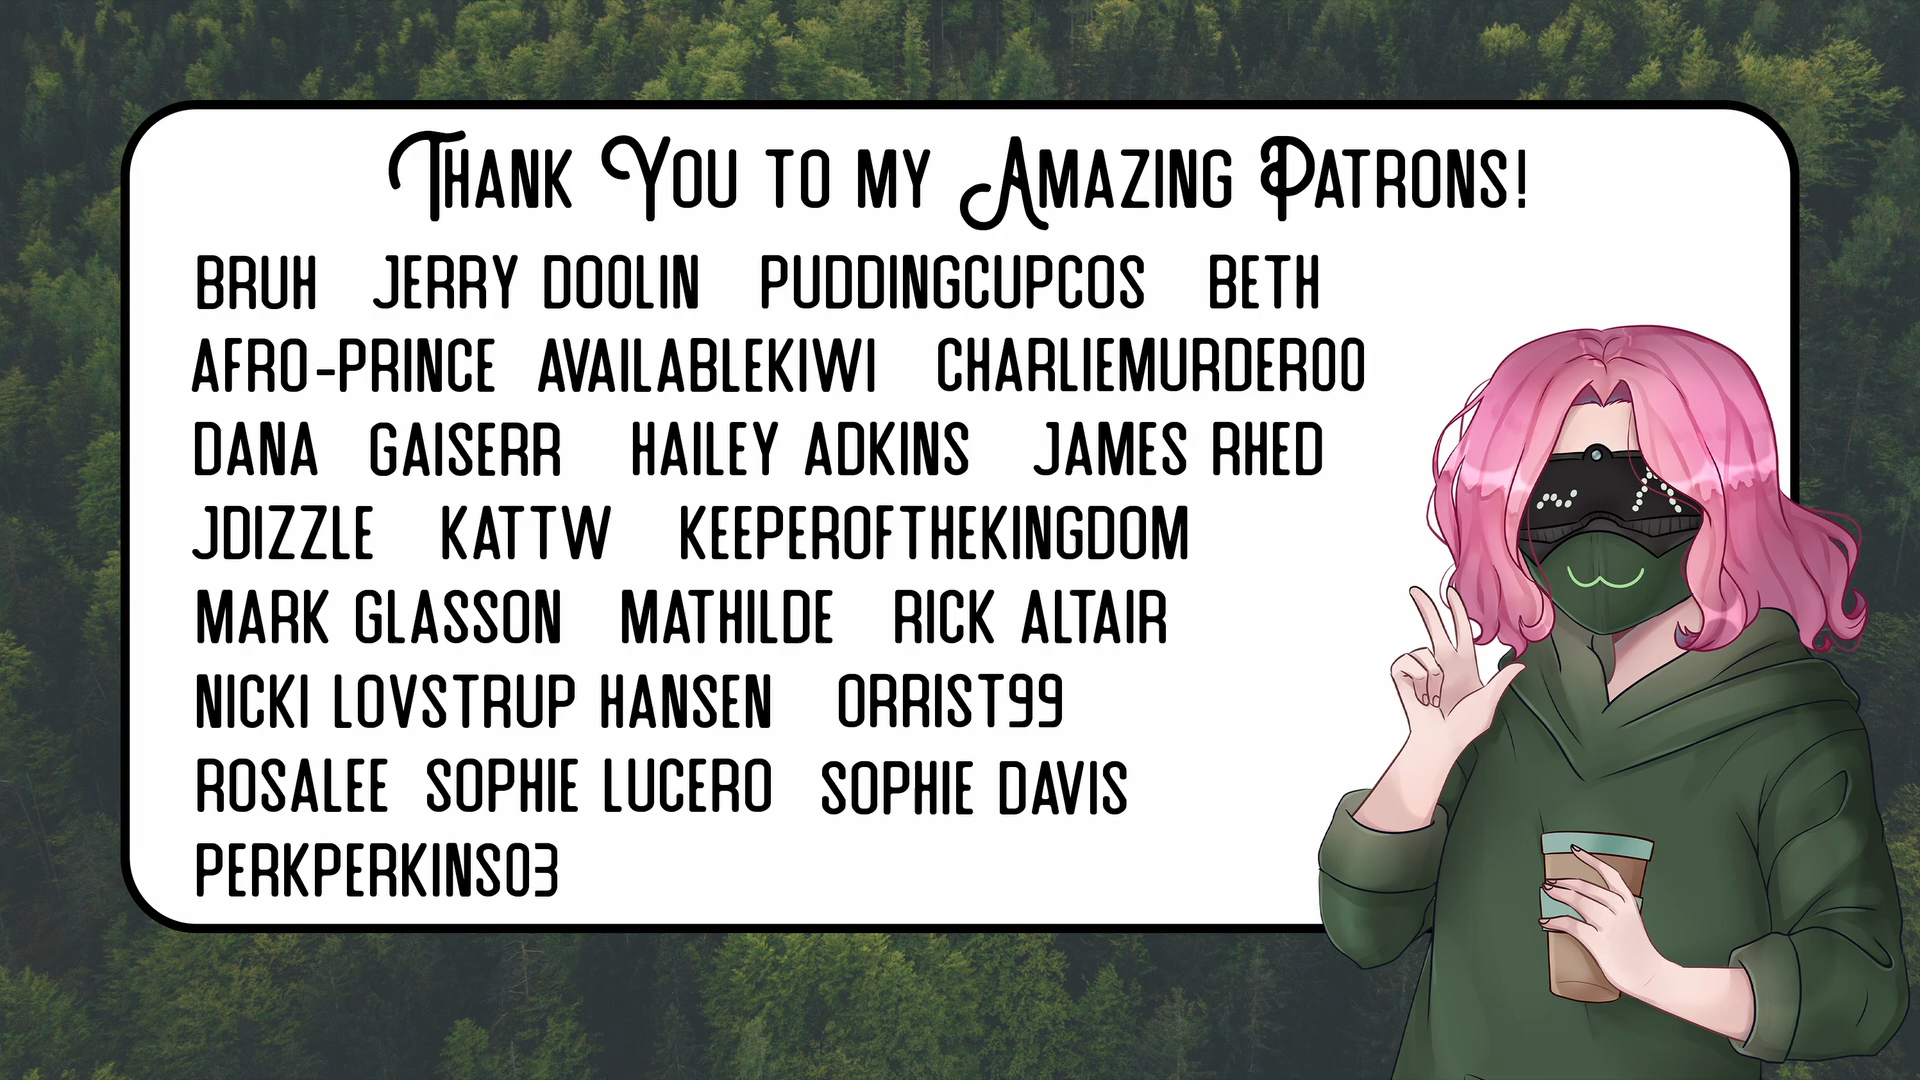 Thank You to my Amazing Patrons!
BRUH JERRY DOOLIN PUDDINGCUPCOS BETH
AFRO-PRINCE AVAILABLEKIWI CHARLIEMURDER00
DANA GAISERR HAILEY ADKINS JAMES RHED
JDIZZLE KATTW KEEPEROFTHEKINGDOM
MARK GLASSON MATHILDE RICK ALTAIR
NICKI LOVSTRUP HANSEN ORRIST99
ROSALEE SOPHIE LUCERO SOPHIE DAVIS
PERKPERKINS03